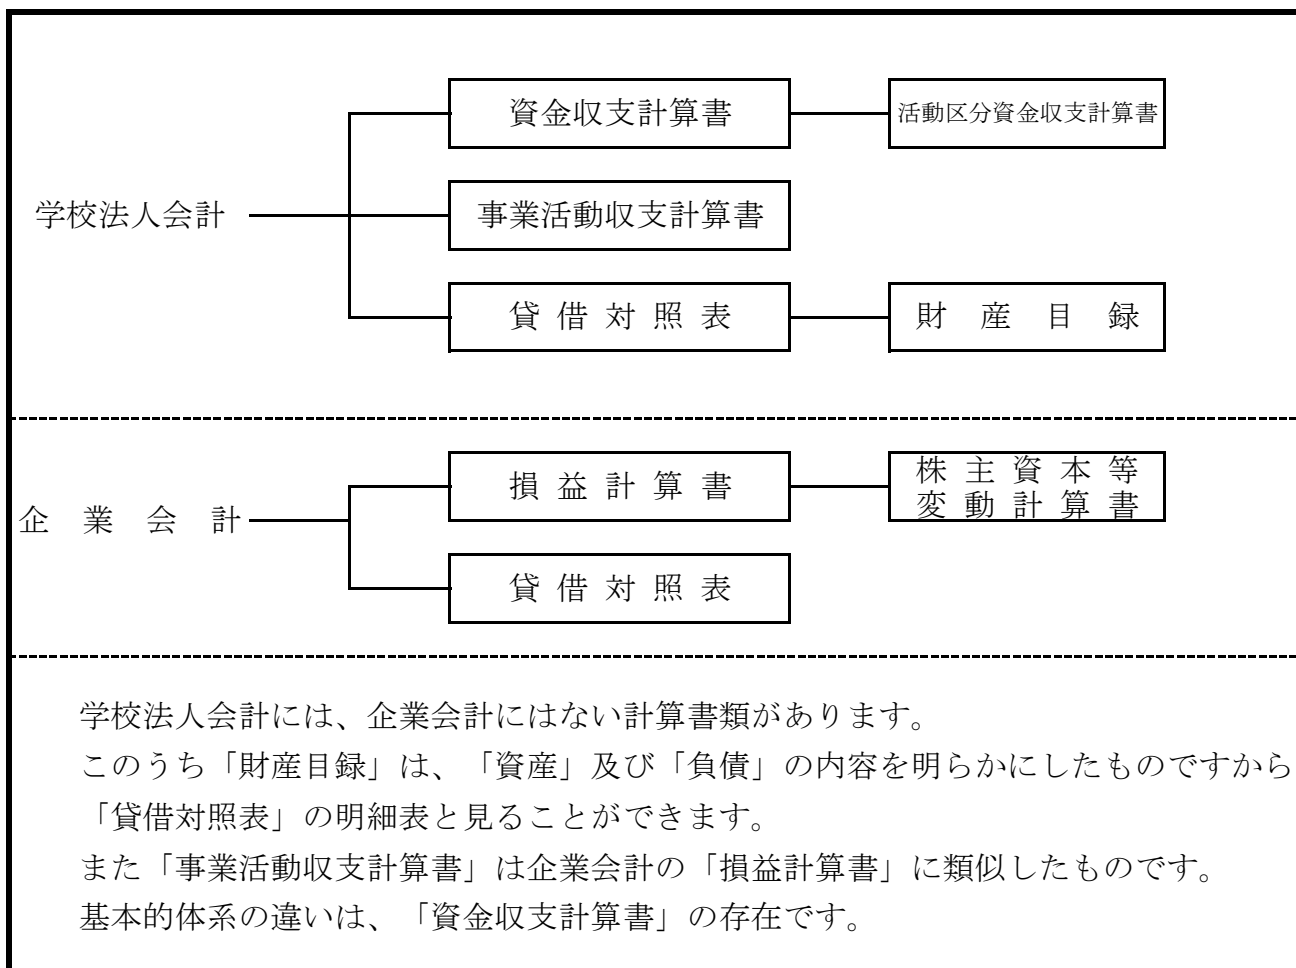 資金収支計算書
活動区分資金収支計算書
学校法人会計
事業活動収支計算書
貸借対照表
財産目録
損益計算書
株主資本等
変動計算書
企業会計
貸借対照表
学校法人会計には、企業会計にはない計算書類があります。
このうち「財産目録」は、「資産」及び「負債」の内容を明らかにしたものですから
「貸借対照表」の明細表と見ることができます。
また「事業活動収支計算書」は企業会計の「損益計算書」に類似したものです。
基本的体系の違いは、「資金収支計算書」の存在です。